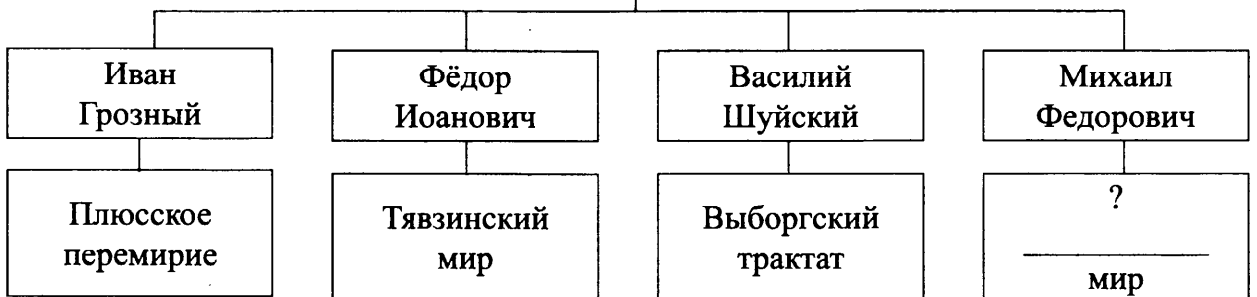 Иван
Грозный
Фёдор
Иоанович
Василий
Шуйский
Михаил
Федорович
Плюсское
перемирие
Тявзинский
мир
Выборгский
трактат
?
мир